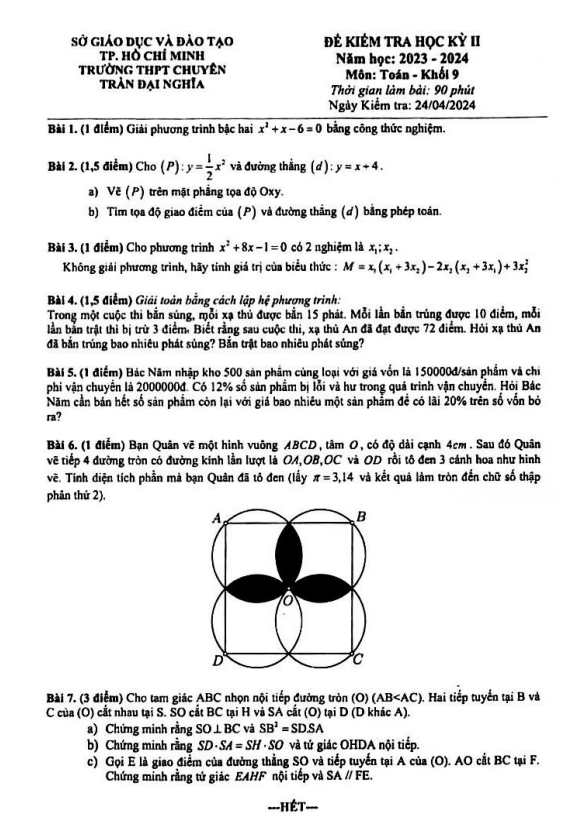 SỞ GIÁO DỤC VÀ ĐÀO TẠO
TP. HỒ CHÍ MINH
TRƯỜNG THPT CHUYÊN
TRẦN ĐẠI NGHĨA
ĐỀ KIỂM TRA HỌC KỲ II
Năm học: 2023 - 2024
Môn: Toán - Khối 9
Thời gian làm bài: 90 phút
Ngày Kiểm tra: 24/04/2024
Bài 1. (1 điểm) Giải phương trình bậc hai x² + x − 6 = 0 bằng công thức nghiệm.
Bài 2. (1,5 điểm) Cho (P): y = 1/2 x² và đường thẳng (d): y = x + 4.
a) Vẽ (P) trên mặt phẳng tọa độ Oxy.
b) Tìm tọa độ giao điểm của (P) và đường thẳng (d) bằng phép toán.
Bài 3. (1 điểm) Cho phương trình x² + 8x − 1 = 0 có 2 nghiệm là x₁; x₂.
Không giải phương trình, hãy tính giá trị của biểu thức : M = x₁(x₁ + 3x₂) − 2x₂(x₂ + 3x₁) + 3x₂²
Bài 4. (1,5 điểm) Giải toán bằng cách lập hệ phương trình:
Trong một cuộc thi bắn súng, mỗi xạ thủ được bắn 15 phát. Mỗi lần bắn trúng được 10 điểm, mỗi
lần bắn trật thì bị trừ 3 điểm. Biết rằng sau cuộc thi, xạ thủ An đã đạt được 72 điểm. Hỏi xạ thủ An
đã bắn trúng bao nhiêu phát súng? Bắn trật bao nhiêu phát súng?
Bài 5. (1 điểm) Bác Năm nhập kho 500 sản phẩm cùng loại với giá vốn là 150000đ/sản phẩm và chi
phí vận chuyển là 2000000đ. Có 12% số sản phẩm bị lỗi và hư trong quá trình vận chuyển. Hỏi Bác
Năm cần bán hết số sản phẩm còn lại với giá bao nhiêu một sản phẩm để có lãi 20% trên số vốn bỏ
ra?
Bài 6. (1 điểm) Bạn Quân vẽ một hình vuông ABCD, tâm O, có độ dài cạnh 4cm. Sau đó Quân
vẽ tiếp 4 đường tròn có đường kính lần lượt là OA, OB, OC và OD rồi tô đen 3 cánh hoa như hình
vẽ. Tính diện tích phần mà bạn Quân đã tô đen (lấy π = 3,14 và kết quả làm tròn đến chữ số thập
phân thứ 2).
A
B
O
D
C
Bài 7. (3 điểm) Cho tam giác ABC nhọn nội tiếp đường tròn (O) (AB<AC). Hai tiếp tuyến tại B và
C của (O) cắt nhau tại S. SO cắt BC tại H và SA cắt (O) tại D (D khác A).
a) Chứng minh rằng SO⊥BC và SB² = SD.SA
b) Chứng minh rằng SD·SA = SH·SO và tứ giác OHDA nội tiếp.
c) Gọi E là giao điểm của đường thẳng SO và tiếp tuyến tại A của (O). AO cắt BC tại F.
Chứng minh rằng tứ giác EAHF nội tiếp và SA // FE.
---HẾT---